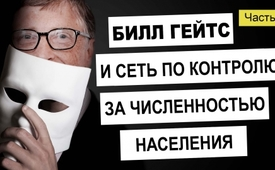 Часть
БИЛЛ ГЕЙТС
И СЕТЬ ПО КОНТРОЛЮ
ЗА ЧИСЛЕННОСТЬЮ
НАСЕЛЕНИЯ